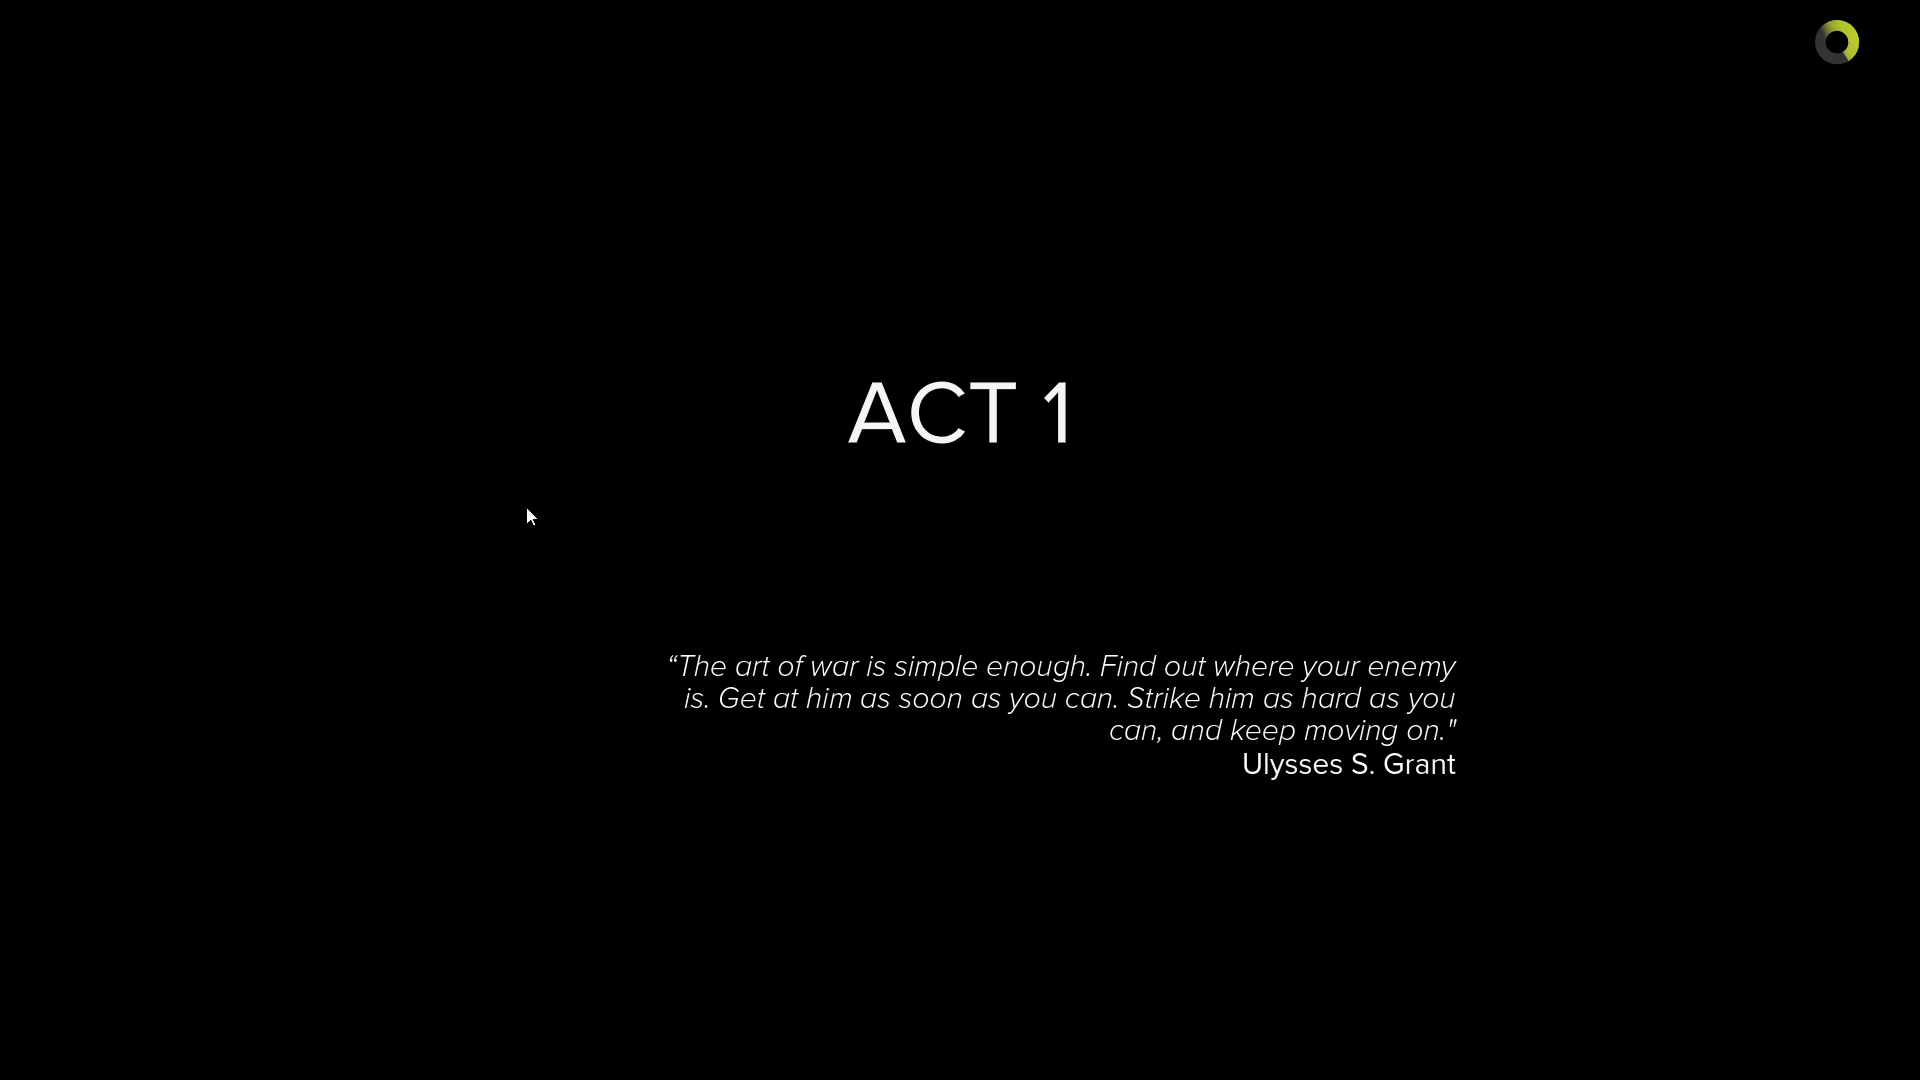 ACT 1
“The art of war is simple enough. Find out where your enemy
is. Get at him as soon as you can. Strike him as hard as you
can, and keep moving on."
Ulysses S. Grant